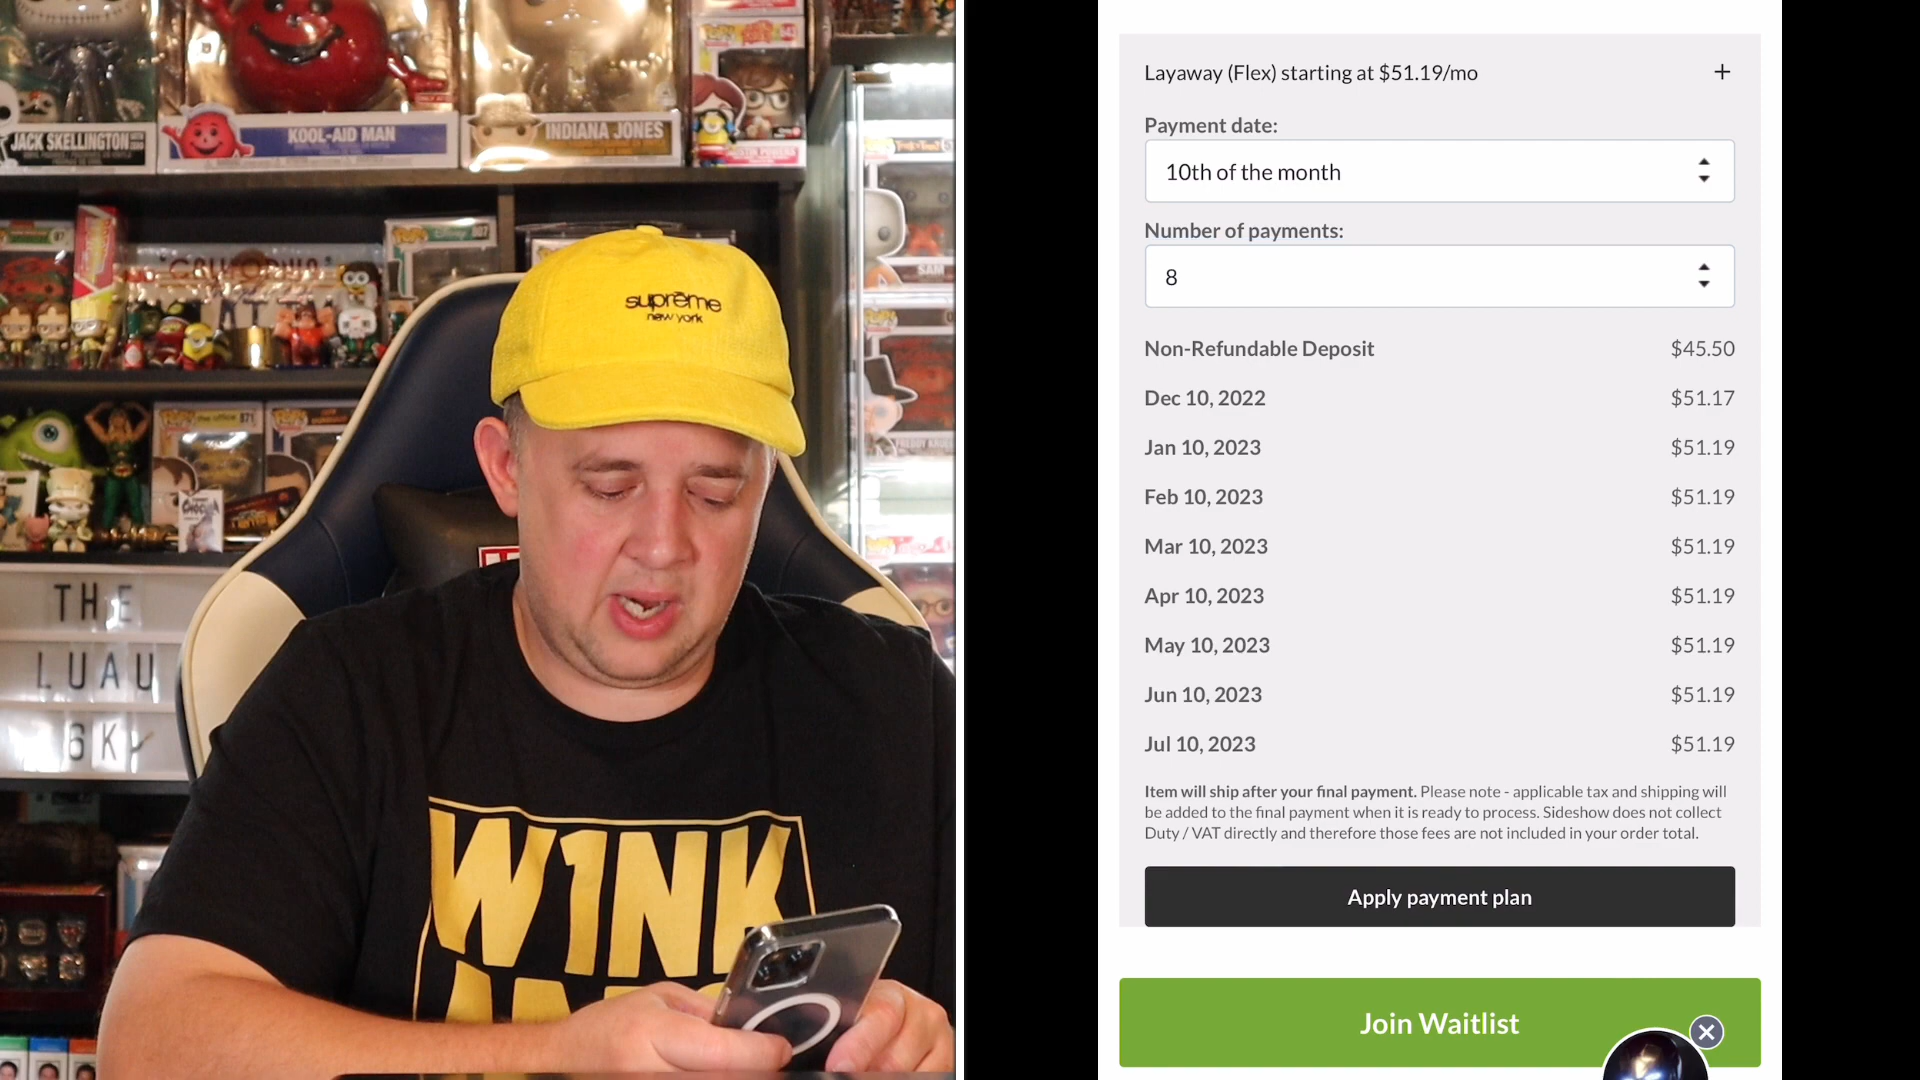 JACK SKELLINGTON
KOOL-AID MAN
INDIANA JONES
SAM
supreme
new york
THE
LUAU
GK
W1NK
Layaway (Flex) starting at $51.19/mo
+
Payment date:
10th of the month
Number of payments:
8
Non-Refundable Deposit $45.50
Dec 10, 2022 $51.17
Jan 10, 2023 $51.19
Feb 10, 2023 $51.19
Mar 10, 2023 $51.19
Apr 10, 2023 $51.19
May 10, 2023 $51.19
Jun 10, 2023 $51.19
Jul 10, 2023 $51.19
Item will ship after your final payment. Please note - applicable tax and shipping will
be added to the final payment when it is ready to process. Sideshow does not collect
Duty / VAT directly and therefore those fees are not included in your order total.
Apply payment plan
Join Waitlist